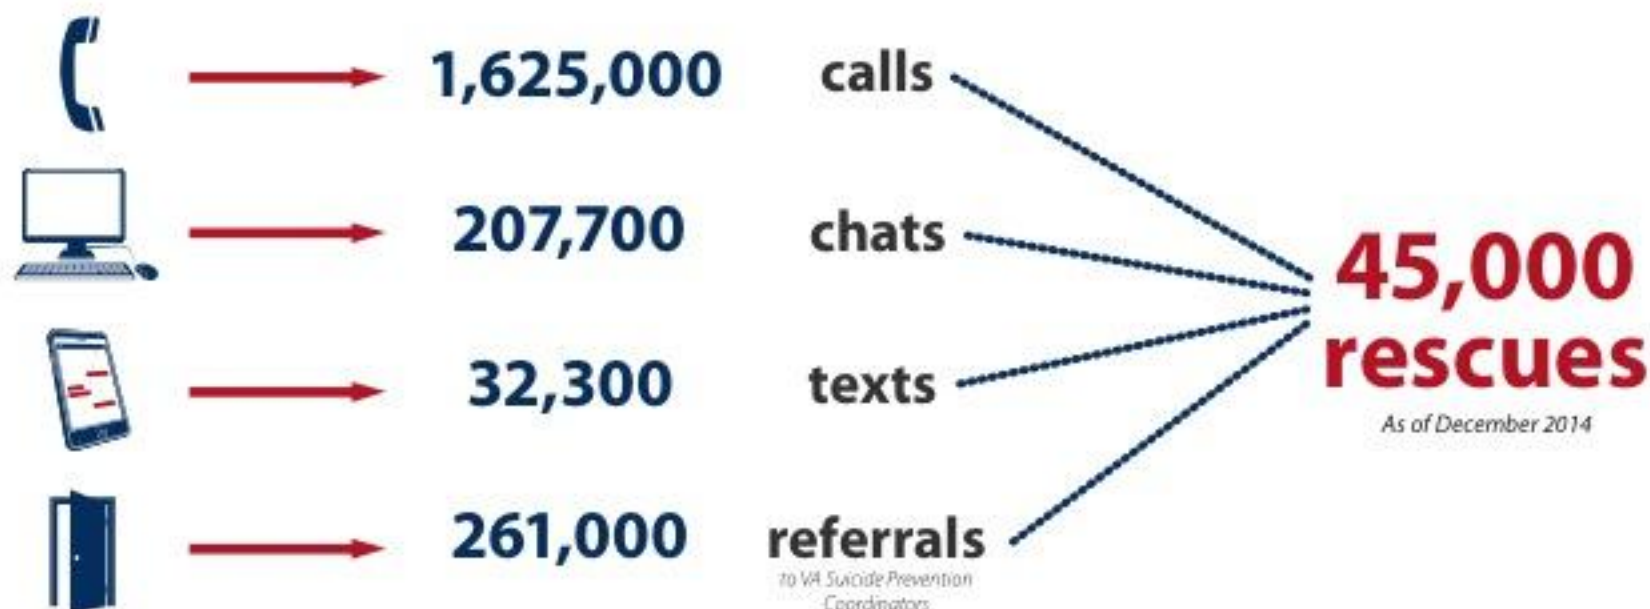 1,625,000 calls
207,700 chats
32,300 texts
261,000 referrals
to VA Suicide Prevention
Coordinators
45,000
rescues
As of December 2014